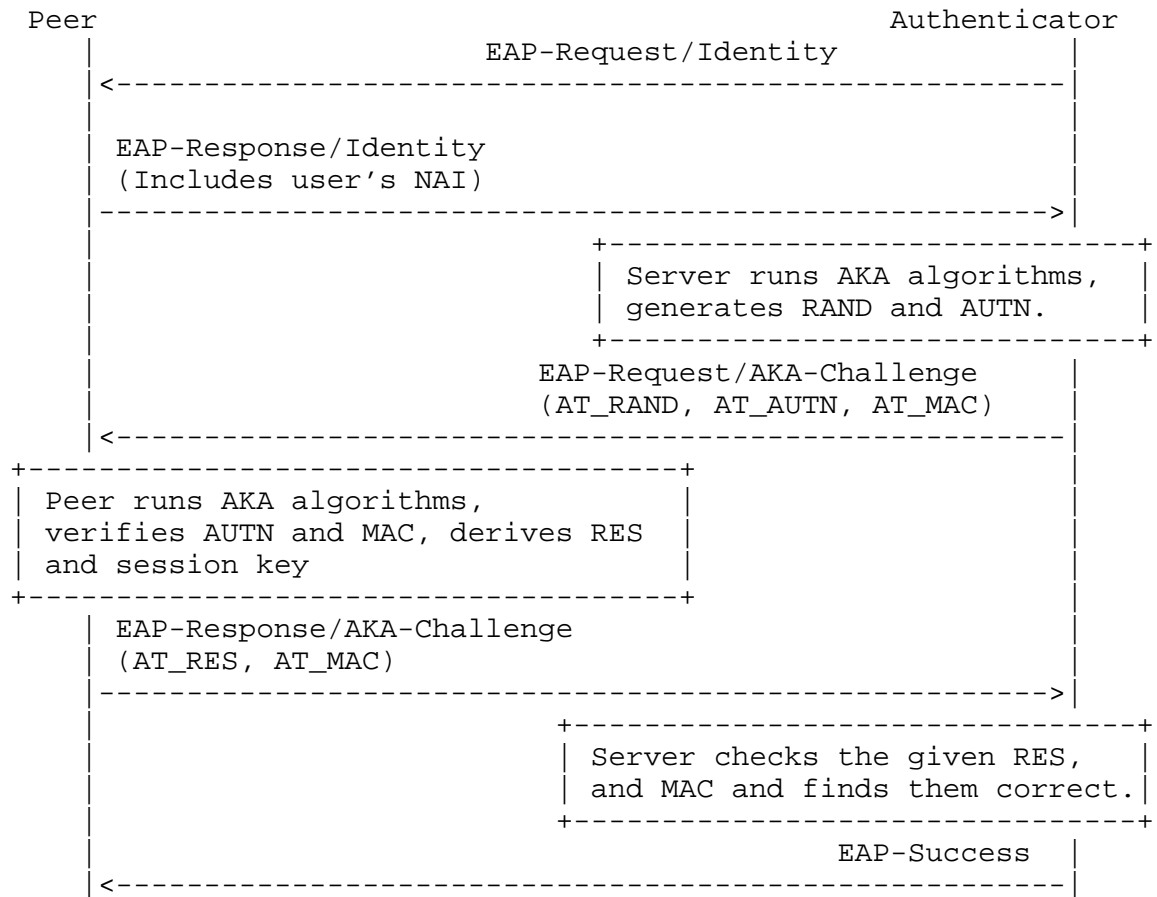 Peer Authenticator
EAP-Request/Identity
EAP-Response/Identity
(Includes user's NAI)
Server runs AKA algorithms,
generates RAND and AUTN.
EAP-Request/AKA-Challenge
(AT_RAND, AT_AUTN, AT_MAC)
Peer runs AKA algorithms,
verifies AUTN and MAC, derives RES
and session key
EAP-Response/AKA-Challenge
(AT_RES, AT_MAC)
Server checks the given RES,
and MAC and finds them correct.
EAP-Success